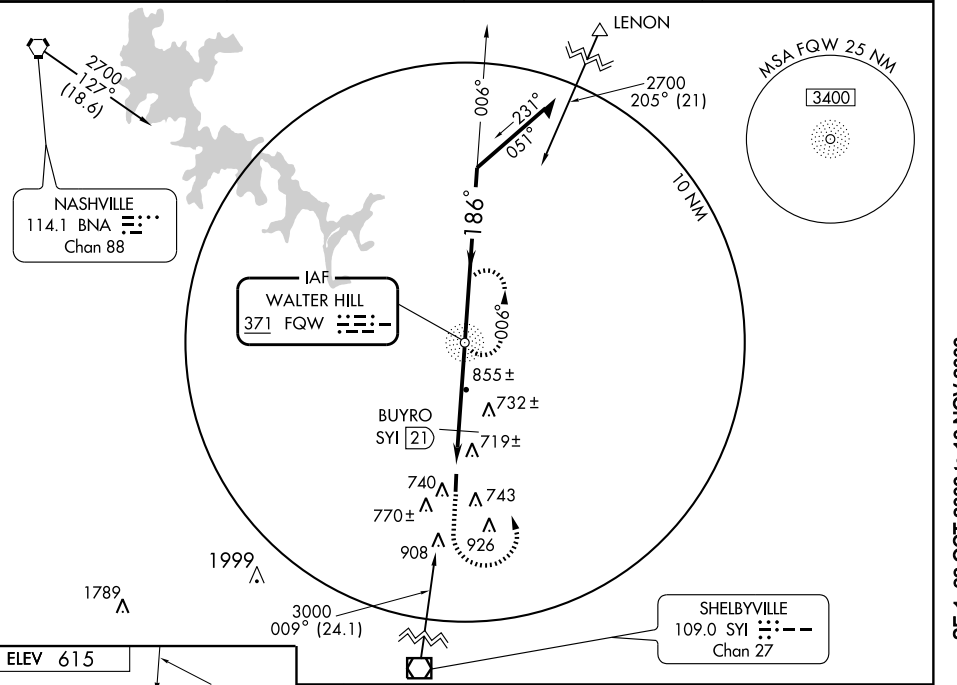 LENON
2700
127°
(18.6)
NASHVILLE
114.1 BNA
Chan 88
006°
231°
051°
2700
205° (21)
MSA FQW 25 NM
3400
10 NM
186°
IAF
WALTER HILL
371 FQW
006°
855±
732±
BUYRO
SYI 21
719±
740
743
770±
908
926
1999
1789
3000
009° (24.1)
SHELBYVILLE
109.0 SYI
Chan 27
ELEV 615